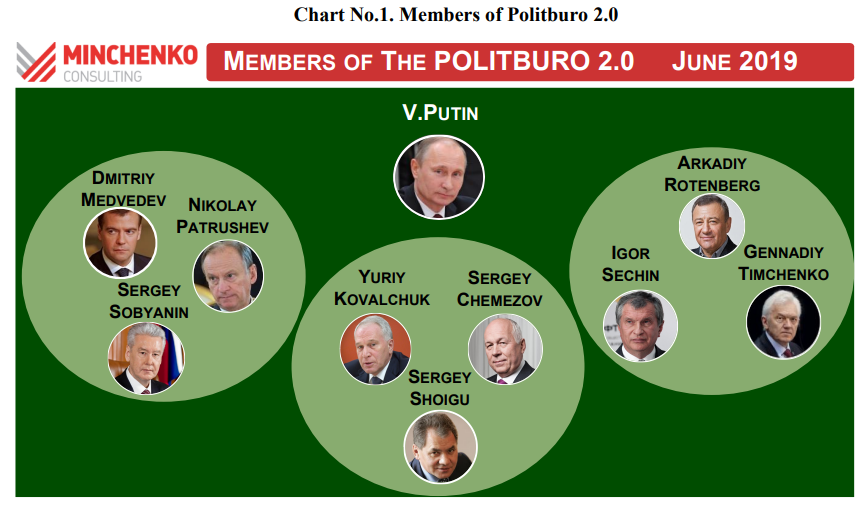 Chart No.1. Members of Politburo 2.0
MINCHENKO
CONSULTING
MEMBERS OF THE POLITBURO 2.0 JUNE 2019
V.PUTIN
DMITRIY
MEDVEDEV
NIKOLAY
PATRUSHEV
SERGEY
SOBYANIN
YURIY
KOVALCHUK
SERGEY
CHEMEZOV
SERGEY
SHOIGU
ARKADIY
ROTENBERG
IGOR
SECHIN
GENNADIY
TIMCHENKO